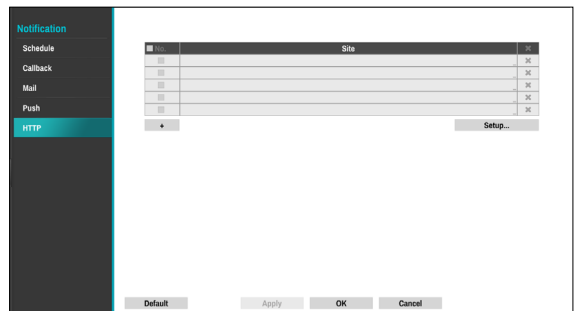 Notification
Schedule
Callback
Mail
Push
HTTP
No. Site
...
...
...
...
...
+ Setup...
Default Apply OK Cancel